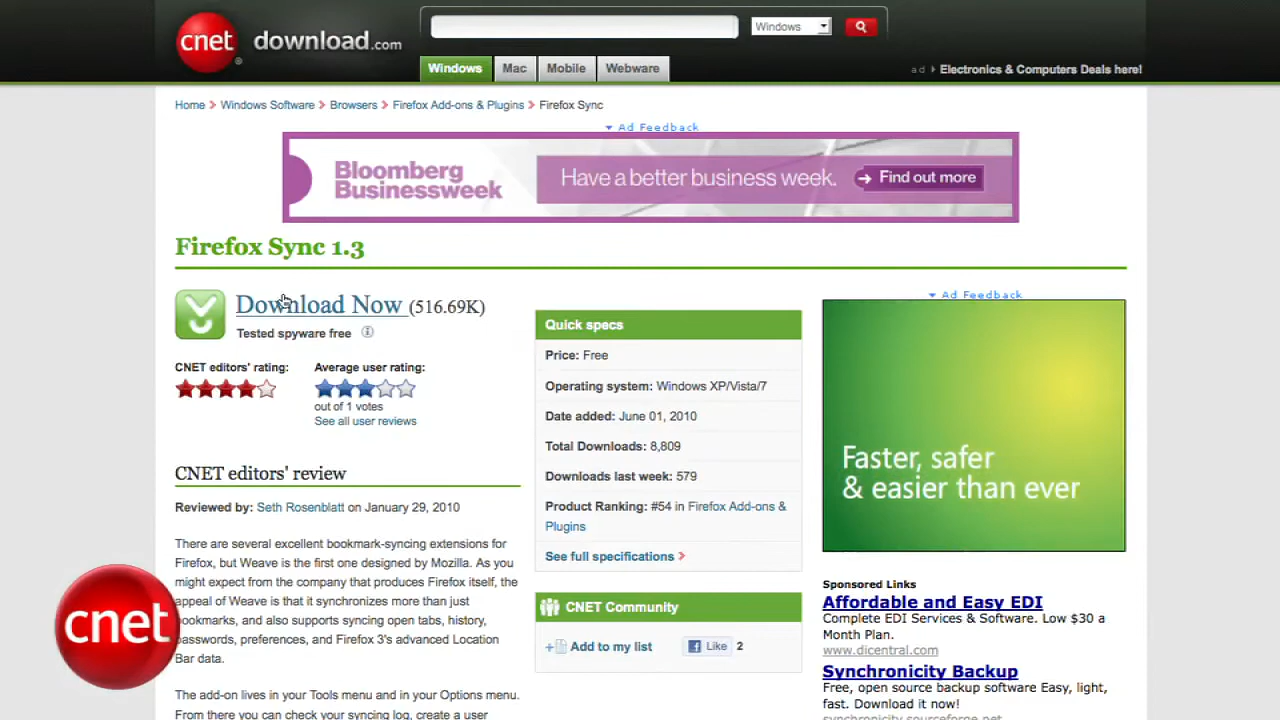 cnet
download.com
Windows
Windows
Mac
Mobile
Webware
ad
Electronics & Computers Deals here!
Home > Windows Software > Browsers > Firefox Add-ons & Plugins > Firefox Sync
Ad Feedback
Bloomberg
Businessweek
Have a better business week.
Find out more
Firefox Sync 1.3
Download Now (516.69K)
Tested spyware free
CNET editors' rating:
Average user rating:
out of 1 votes
See all user reviews
CNET editors' review
Reviewed by: Seth Rosenblatt on January 29, 2010
There are several excellent bookmark-syncing extensions for
Firefox, but Weave is the first one designed by Mozilla. As you
might expect from the company that produces Firefox itself, the
appeal of Weave is that it synchronizes more than just
ookmarks, and also supports syncing open tabs, history,
asswords, preferences, and Firefox 3's advanced Location
Bar data.
The add-on lives in your Tools menu and in your Options menu.
From there you can check your syncing log, create a user
cnet
Quick specs
Price: Free
Operating system: Windows XP/Vista/7
Date added: June 01, 2010
Total Downloads: 8,809
Downloads last week: 579
Product Ranking: #54 in Firefox Add-ons &
Plugins
See full specifications >
CNET Community
Add to my list
Like 2
Ad Feedback
Faster, safer
& easier than ever
Sponsored Links
Affordable and Easy EDI
Complete EDI Services & Software. Low $30 a
Month Plan.
www.dicentral.com
Synchronicity Backup
Free, open source backup software Easy, light,
fast. Download it now!
synchronicity.sourceforge.net